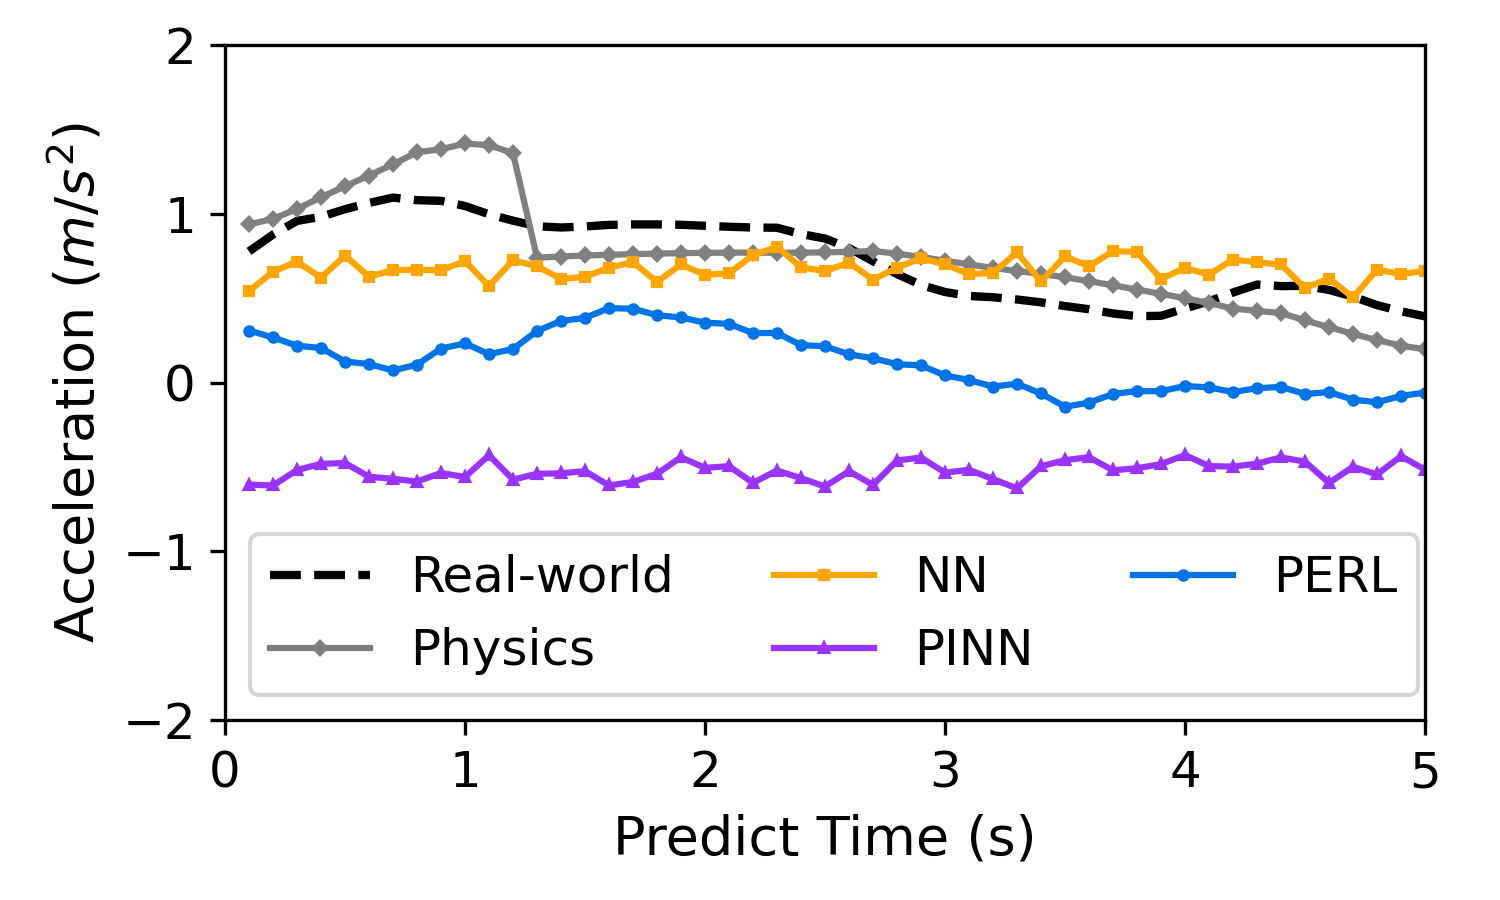 2
1
0
−1
−2
Acceleration (m/s²)
Real-world
NN
PERL
Physics
PINN
0 1 2 3 4 5
Predict Time (s)